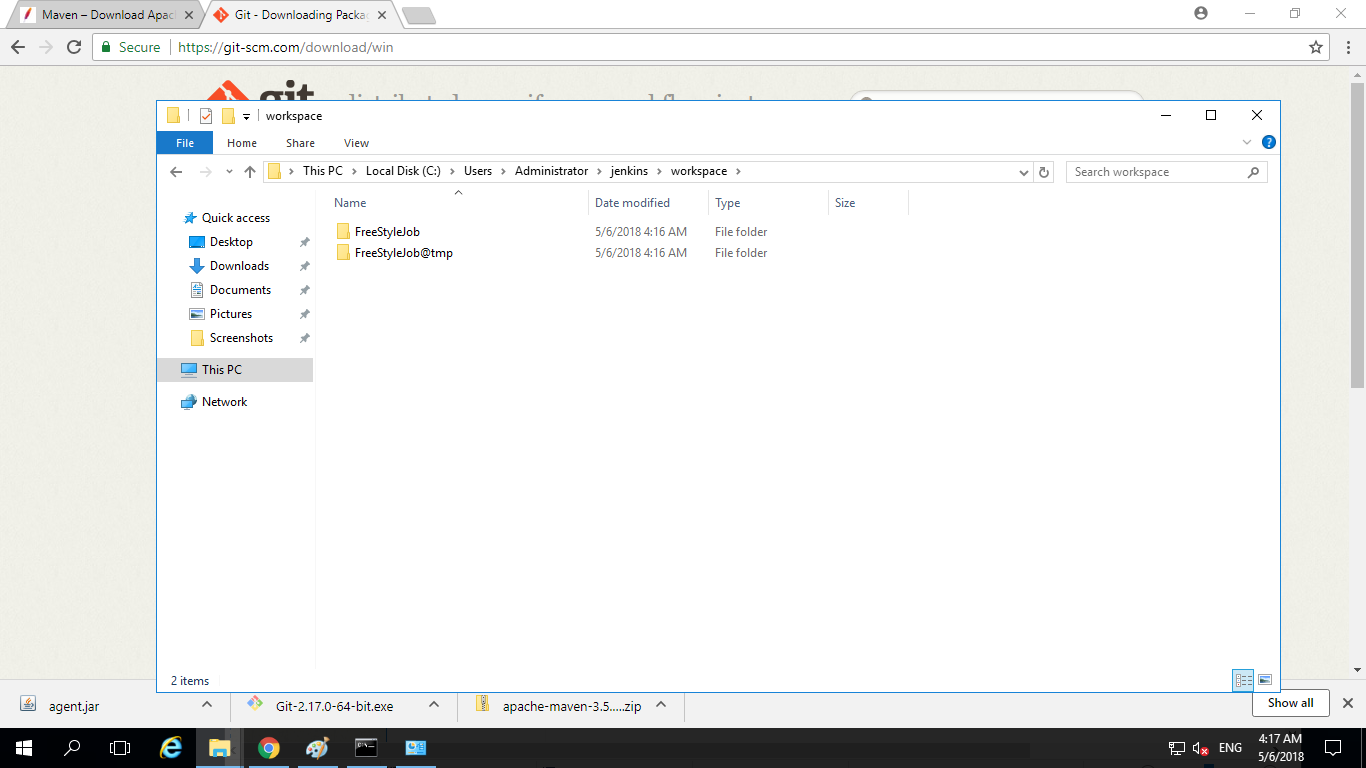 Maven – Download Apac
Git - Downloading Packa
Secure
https://git-scm.com/download/win
git
workspace
File
Home
Share
View
This PC
Local Disk (C:)
Users
Administrator
jenkins
workspace
Search workspace
Name
Date modified
Type
Size
Quick access
Desktop
Downloads
Documents
Pictures
Screenshots
This PC
Network
FreeStyleJob
5/6/2018 4:16 AM
File folder
FreeStyleJob@tmp
5/6/2018 4:16 AM
File folder
2 items
agent.jar
Git-2.17.0-64-bit.exe
apache-maven-3.5.....zip
Show all
ENG
4:17 AM
5/6/2018